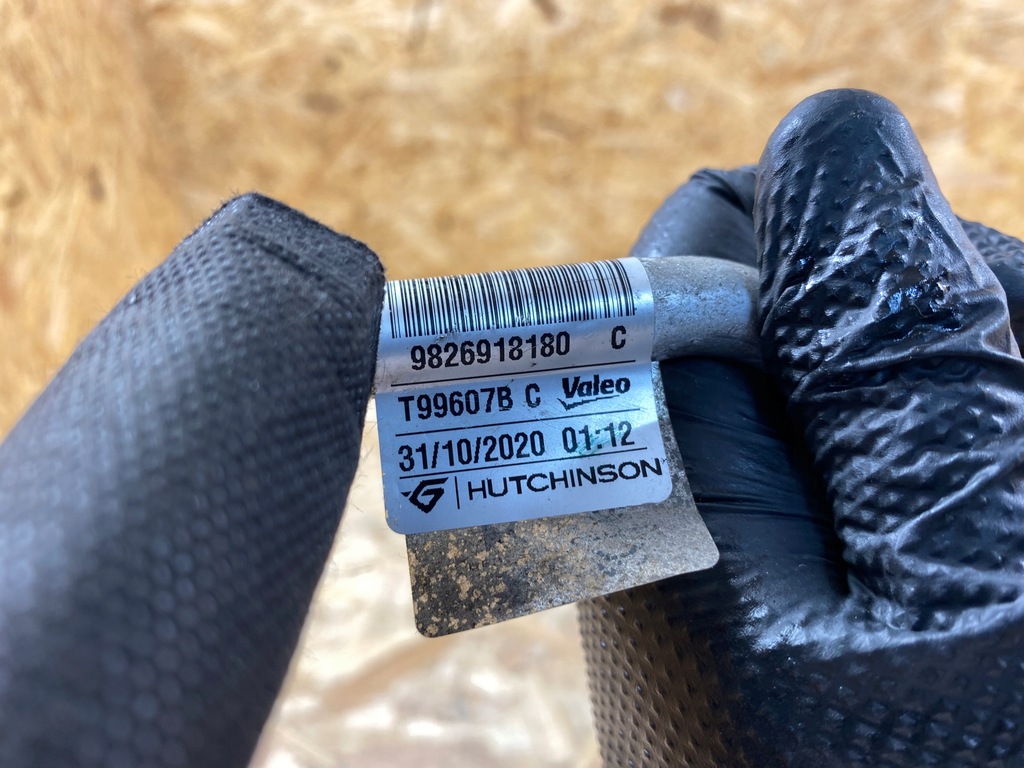 9826918180 C
T99607B C Valeo
31/10/2020 01:12
HUTCHINSON